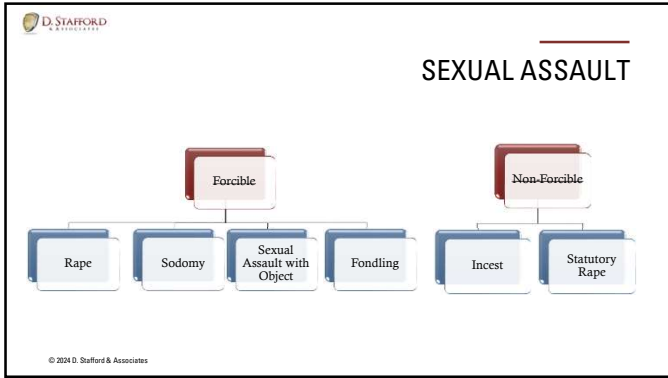 D. STAFFORD
& ASSOCIATES
SEXUAL ASSAULT
Forcible
Non-Forcible
Rape
Sodomy
Sexual
Assault with
Object
Fondling
Incest
Statutory
Rape
© 2024 D. Stafford & Associates